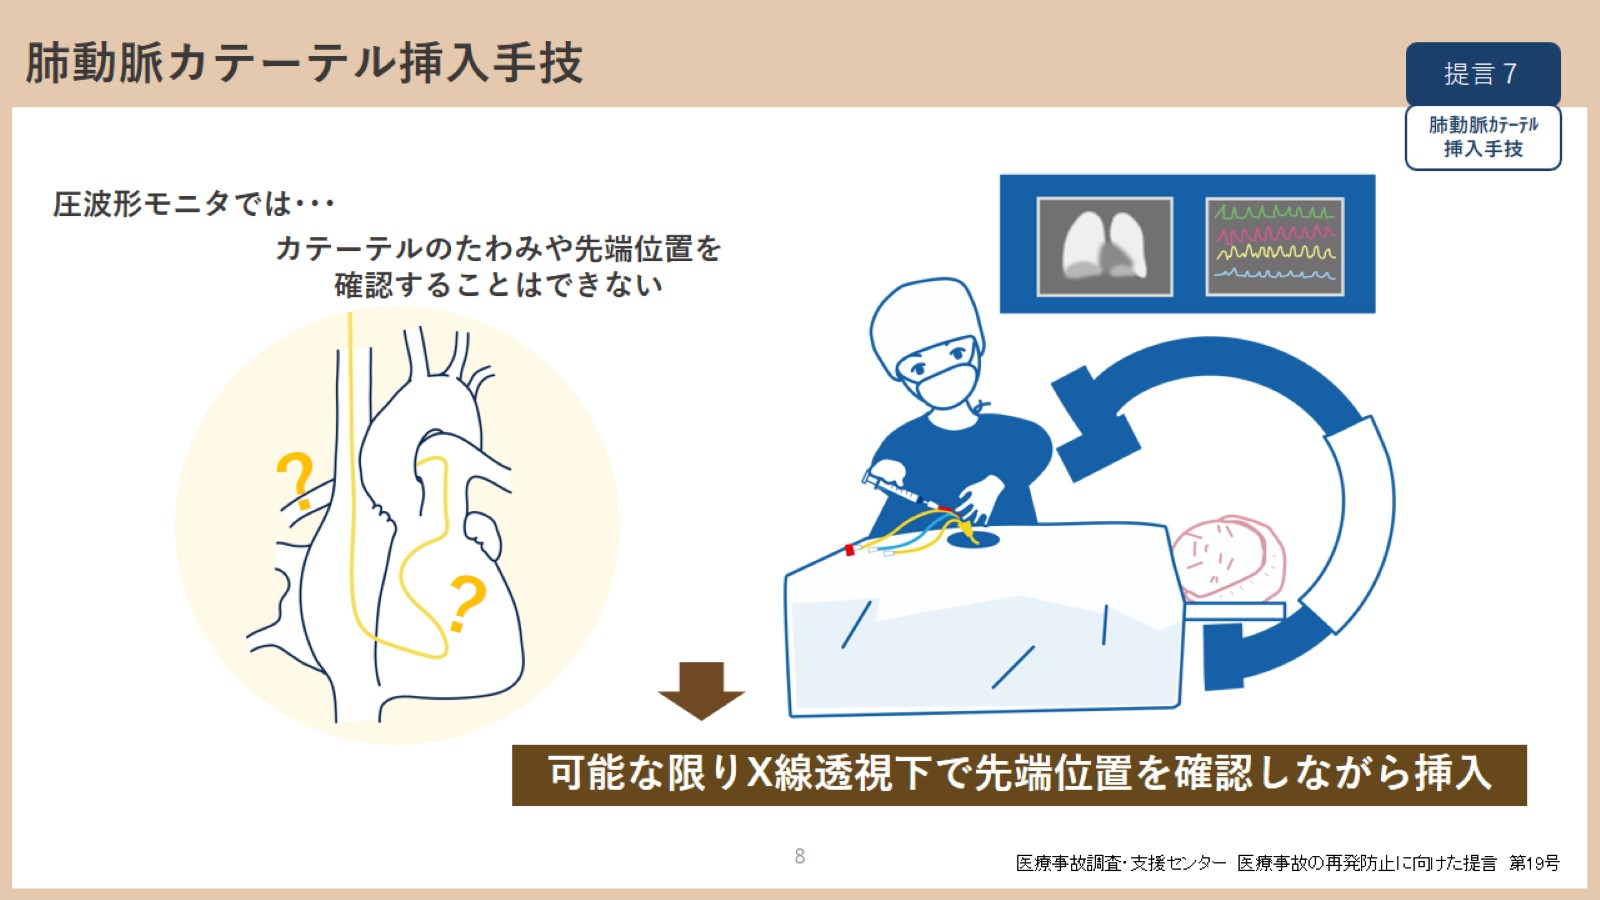 肺動脈カテーテル挿入手技
提言７
肺動脈ｶﾃｰﾃﾙ
挿入手技
圧波形モニタでは･･･
カテーテルのたわみや先端位置を
確認することはできない
?
?
可能な限りX線透視下で先端位置を確認しながら挿入
8
医療事故調査･支援センター　医療事故の再発防止に向けた提言　第19号